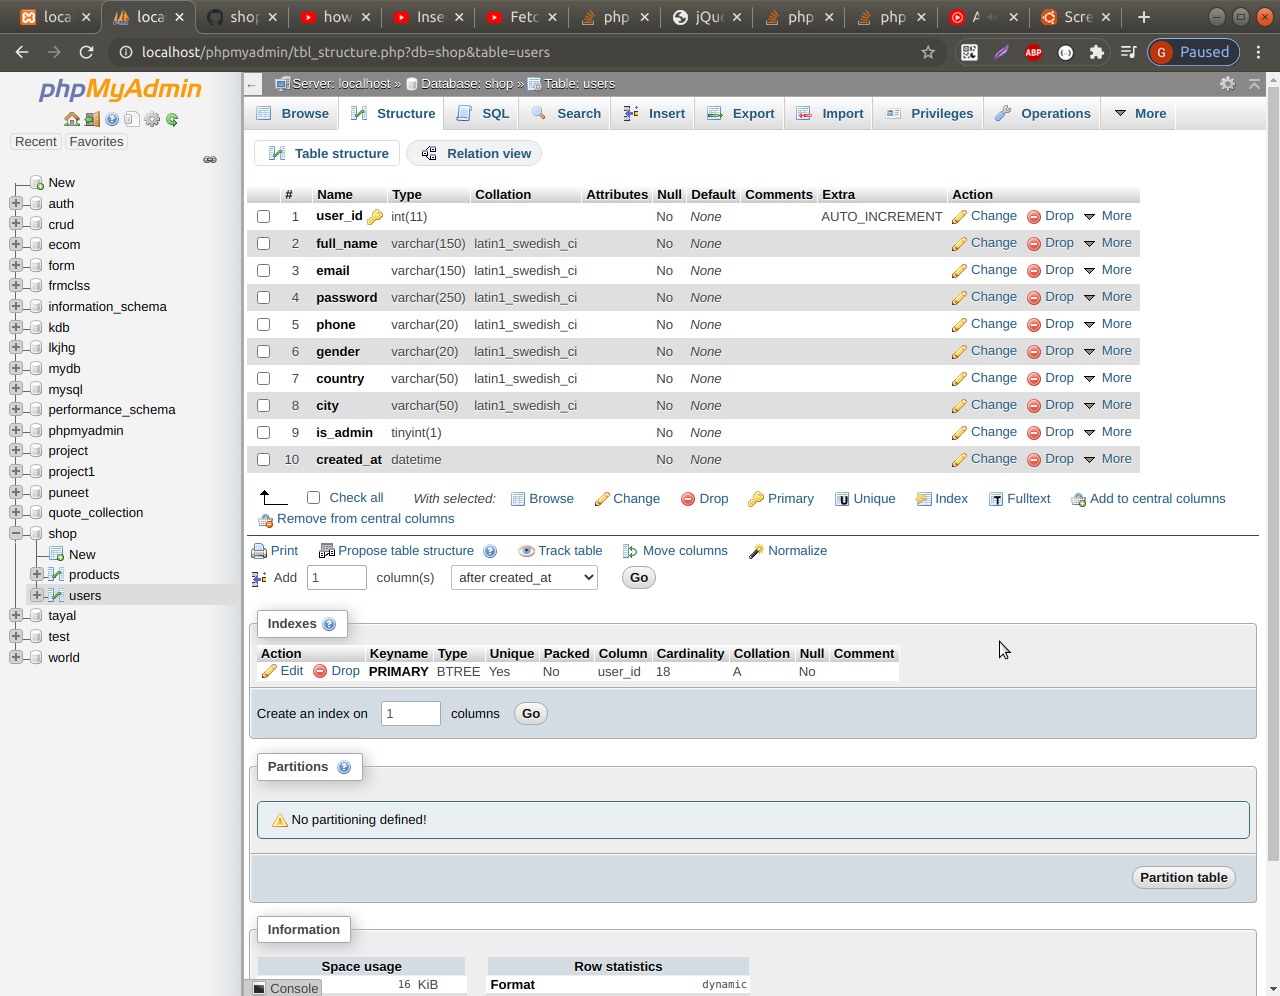 loca
loca
shop
how
Inse
Fetc
php
jQue
php
php
A
Scre
localhost/phpmyadmin/tbl_structure.php?db=shop&table=users
ABP
G Paused
phpMyAdmin
Recent Favorites
New
auth
crud
ecom
form
frmclss
information_schema
kdb
lkjhg
mydb
mysql
performance_schema
phpmyadmin
project
project1
puneet
quote_collection
shop
New
products
users
tayal
test
world
Server: localhost » Database: shop » Table: users
Browse Structure SQL Search Insert Export Import Privileges Operations More
Table structure Relation view
# Name Type Collation Attributes Null Default Comments Extra Action
1 user_id int(11) No None AUTO_INCREMENT Change Drop More
2 full_name varchar(150) latin1_swedish_ci No None Change Drop More
3 email varchar(150) latin1_swedish_ci No None Change Drop More
4 password varchar(250) latin1_swedish_ci No None Change Drop More
5 phone varchar(20) latin1_swedish_ci No None Change Drop More
6 gender varchar(20) latin1_swedish_ci No None Change Drop More
7 country varchar(50) latin1_swedish_ci No None Change Drop More
8 city varchar(50) latin1_swedish_ci No None Change Drop More
9 is_admin tinyint(1) No None Change Drop More
10 created_at datetime No None Change Drop More
Check all With selected: Browse Change Drop Primary Unique Index Fulltext Add to central columns
Remove from central columns
Print Propose table structure Track table Move columns Normalize
Add 1 column(s) after created_at Go
Indexes
Action Keyname Type Unique Packed Column Cardinality Collation Null Comment
Edit Drop PRIMARY BTREE Yes No user_id 18 A No
Create an index on 1 columns Go
Partitions
No partitioning defined!
Partition table
Information
Space usage
16 KiB
Row statistics
Format dynamic
Console